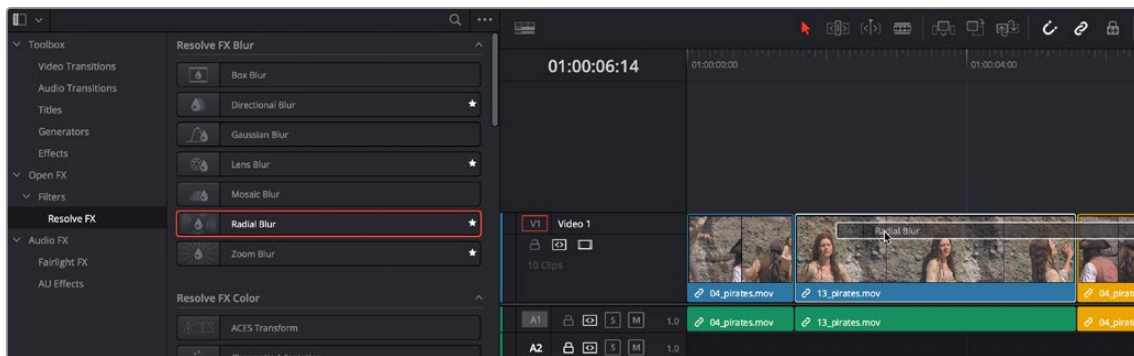 Toolbox
Video Transitions
Audio Transitions
Titles
Generators
Effects
Open FX
Filters
Resolve FX
Audio FX
Fairlight FX
AU Effects
Resolve FX Blur
Box Blur
Directional Blur
Gaussian Blur
Lens Blur
Mosaic Blur
Radial Blur
Zoom Blur
Resolve FX Color
ACES
ACES Transform
01:00:06:14
01:00:00:00
01:00:04:00
V1 Video 1
10 Clips
Radial Blur
04_pirates.mov
13_pirates.mov
A1 S M 1.0
04_pirates.mov
13_pirates.mov
A2 S M 1.0